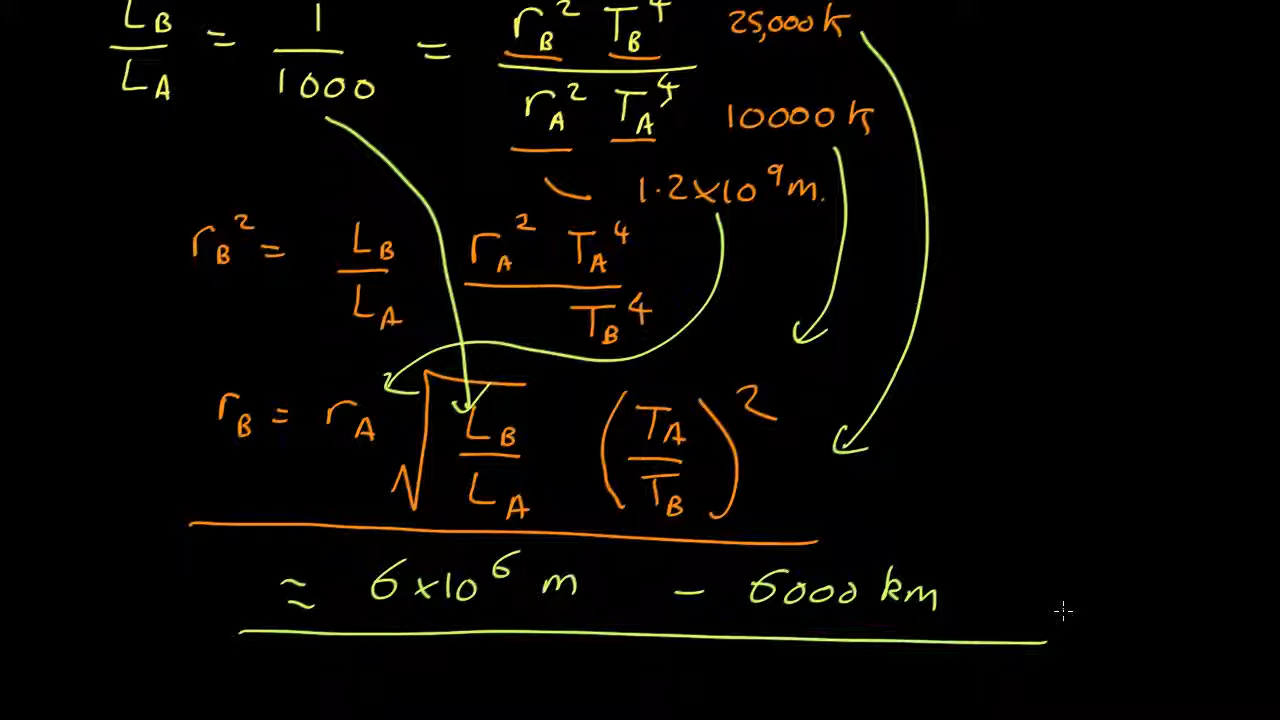 L_B/L_A = 1/1000 = r_B² T_B⁴ / r_A² T_A⁴
25,000 K
10000 K
1.2×10⁹ m.
r_B² = L_B/L_A r_A² T_A⁴ / T_B⁴
r_B = r_A √(L_B/L_A) (T_A/T_B)²
≈ 6×10⁶ m – 6000 km